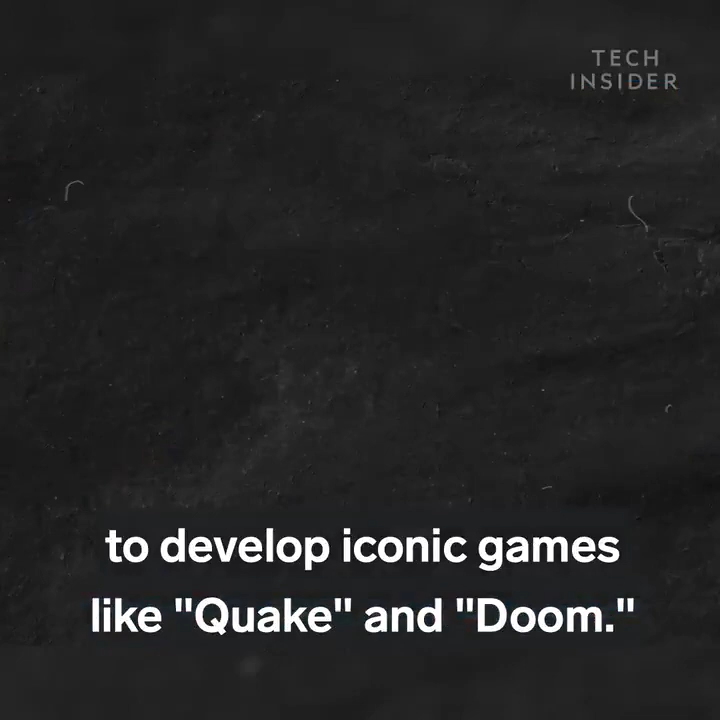 TECH
INSIDER
to develop iconic games
like "Quake" and "Doom."